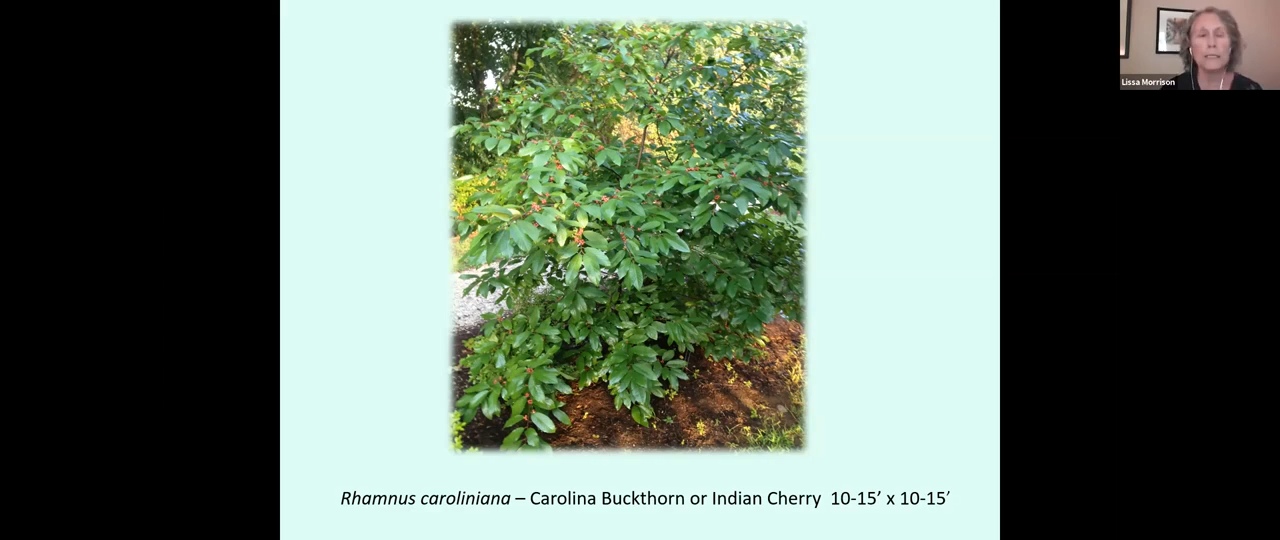 Lissa Morrison
Rhamnus caroliniana – Carolina Buckthorn or Indian Cherry  10-15’ x 10-15’